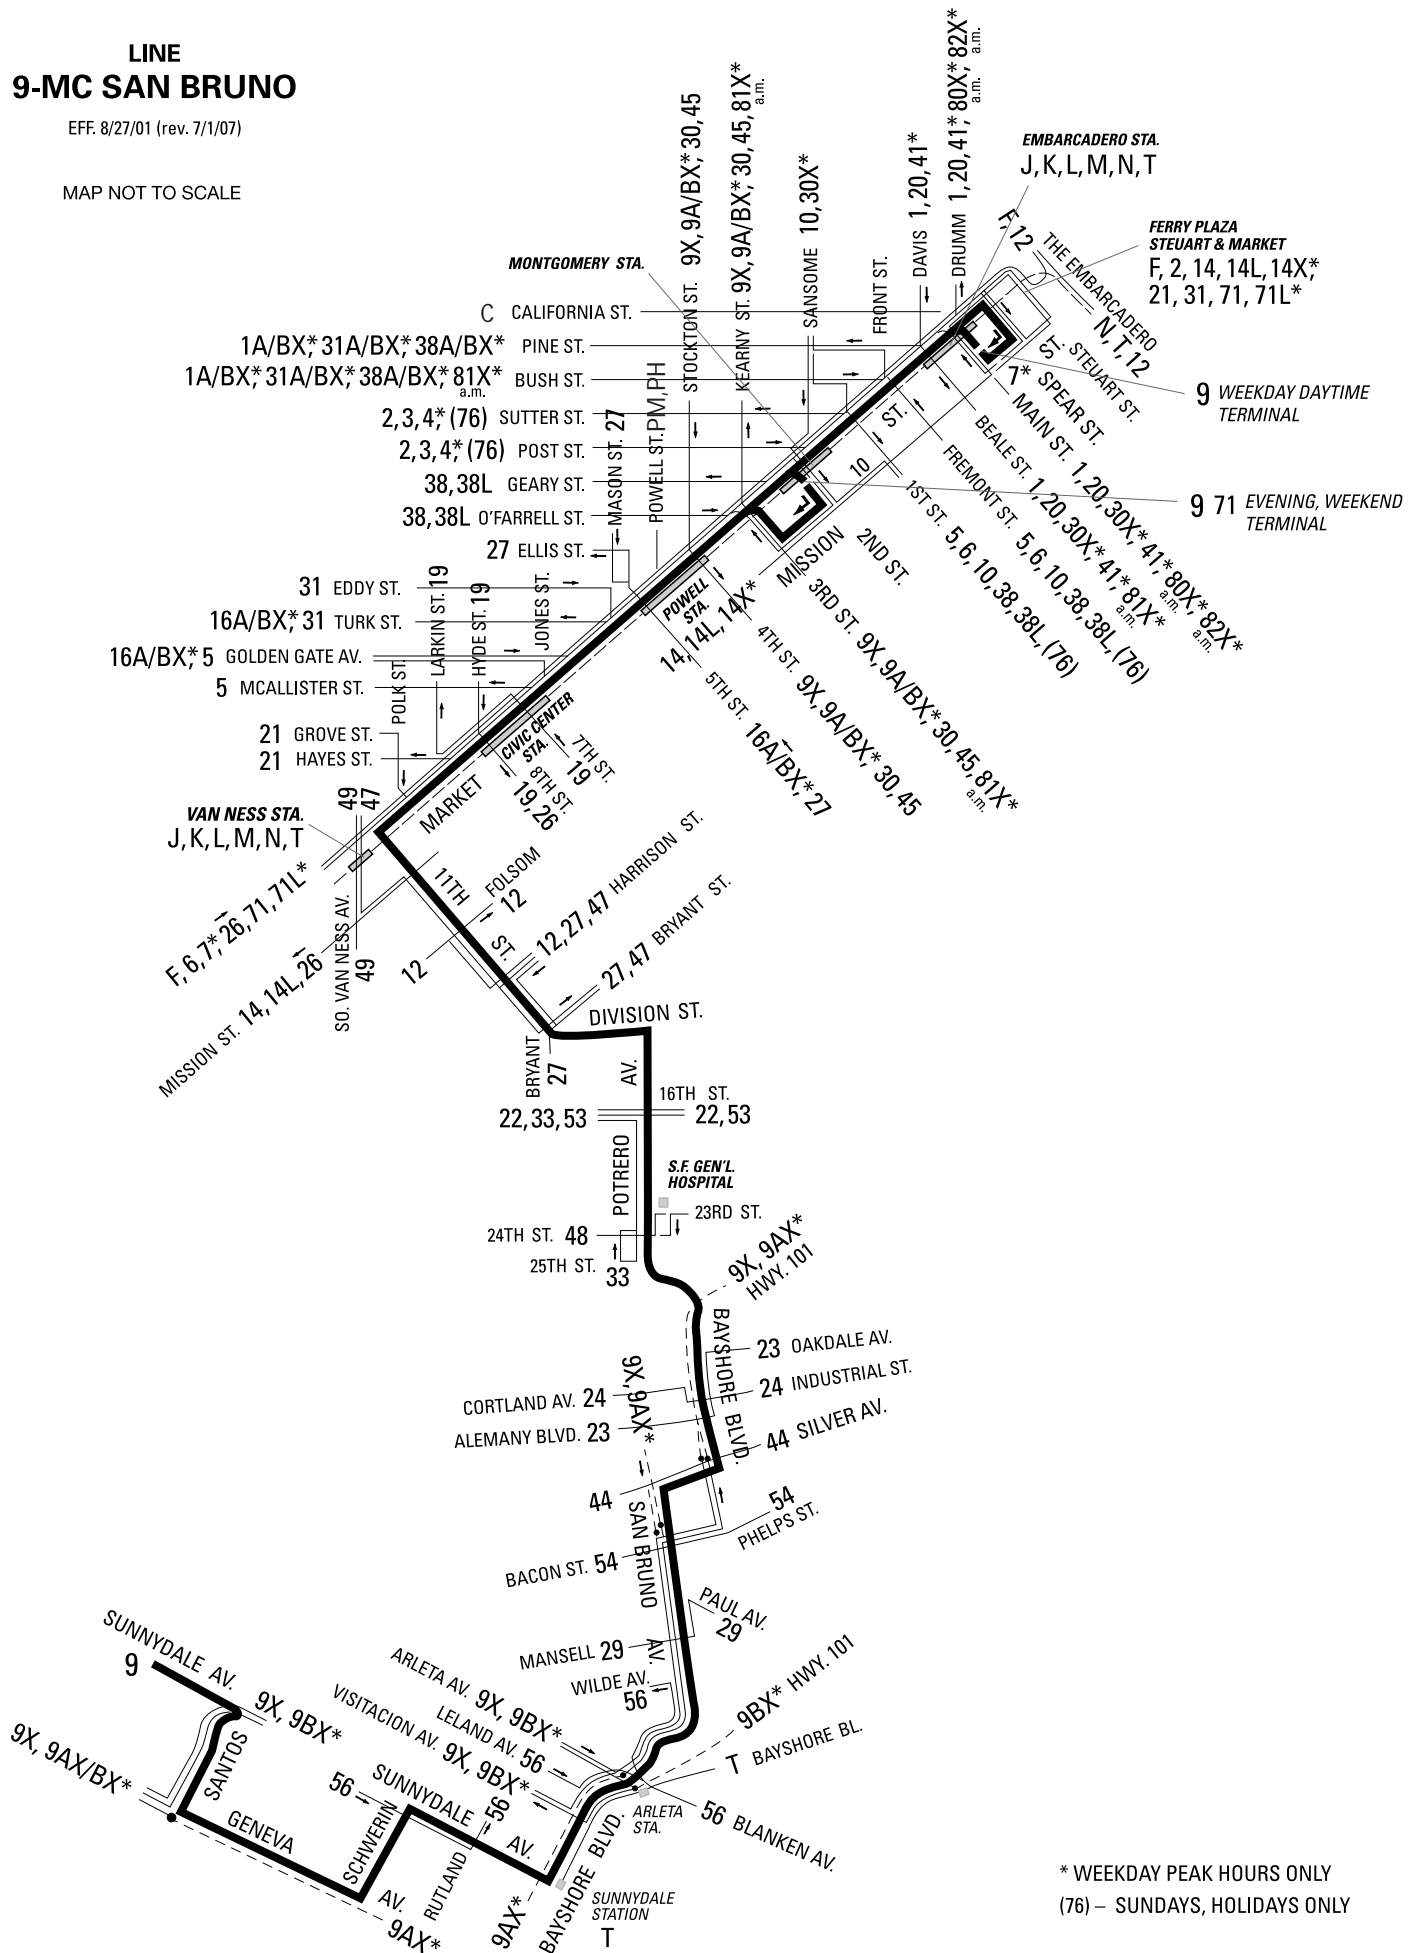 LINE
9-MC SAN BRUNO
EFF. 8/27/01 (rev. 7/1/07)
MAP NOT TO SCALE
STOCKTON ST. 9X, 9A/BX* 30, 45
KEARNY ST. 9X, 9A/BX* 30, 45, 81X*
a.m.
SANSOME 10, 30X*
FRONT ST.
DAVIS 1, 20, 41*
DRUMM 1, 20, 41* 80X* 82X*
a.m. a.m.
EMBARCADERO STA.
J, K, L, M, N, T
FERRY PLAZA
STEUART & MARKET
F, 2, 14, 14L, 14X*,
21, 31, 71, 71L*
F, 12
THE EMBARCADERO
N, T, 12
MONTGOMERY STA.
C CALIFORNIA ST.
1A/BX*, 31A/BX*, 38A/BX* PINE ST.
1A/BX*, 31A/BX*, 38A/BX*, 81X* BUSH ST.
a.m.
2, 3, 4*, (76) SUTTER ST.
2, 3, 4*, (76) POST ST.
38, 38L GEARY ST.
38, 38L O'FARRELL ST.
27 ELLIS ST.
MASON ST. 27
POWELL ST. PM, PH
31 EDDY ST.
16A/BX*, 31 TURK ST.
16A/BX*, 5 GOLDEN GATE AV.
5 MCALLISTER ST.
21 GROVE ST.
21 HAYES ST.
POLK ST.
LARKIN ST. 19
HYDE ST. 19
JONES ST.
STEUART ST.
7* SPEAR ST.
9 WEEKDAY DAYTIME
TERMINAL
MAIN ST. 1, 20, 30X*, 41* 80X* 82X*
a.m. a.m.
BEALE ST. 1, 20, 30X*, 41* 81X*
a.m.
FREMONT ST. 5, 6, 10, 38, 38L, (76)
1ST ST. 5, 6, 10, 38, 38L, (76)
9 71 EVENING, WEEKEND
TERMINAL
10
2ND ST.
MISSION
ST.
14, 14L, 14X*
3RD ST. 9X, 9A/BX, * 30, 45, 81X*
a.m.
4TH ST. 9X, 9A/BX, * 30, 45
5TH ST. 16A/BX, * 27
POWELL
STA.
CIVIC CENTER
STA.
7TH ST.
19
8TH ST.
19, 26
MARKET
VAN NESS STA.
J, K, L, M, N, T
49
47
F, 6, 7*, 26, 71, 71L*
MISSION ST. 14, 14L, 26
SO. VAN NESS AV.
49
11TH
ST.
FOLSOM
12
12
12, 27, 47 HARRISON ST.
27, 47 BRYANT ST.
BRYANT
27
DIVISION ST.
POTRERO
AV.
16TH ST.
22, 33, 53
22, 53
S.F. GEN'L.
HOSPITAL
23RD ST.
24TH ST. 48
25TH ST. 33
9X, 9AX*
HWY. 101
BAYSHORE BLVD.
23 OAKDALE AV.
24 INDUSTRIAL ST.
CORTLAND AV. 24
ALEMANY BLVD. 23
9X, 9AX*
44 SILVER AV.
44
54
PHELPS ST.
BACON ST. 54
SAN BRUNO
AV.
PAUL AV.
29
MANSELL 29
WILDE AV.
56
9BX* HWY. 101
T BAYSHORE BL.
ARLETA AV. 9X, 9BX*
LELAND AV. 56
VISITACION AV. 9X, 9BX*
ARLETA
STA.
56 BLANKEN AV.
SUNNYDALE AV.
9
9X, 9BX*
9X, 9AX/BX*
SANTOS
GENEVA
AV.
9AX*
SCHWERIN
56
SUNNYDALE
AV.
RUTLAND
56
9AX*
BAYSHORE BLVD.
SUNNYDALE
STATION
T
* WEEKDAY PEAK HOURS ONLY
(76) – SUNDAYS, HOLIDAYS ONLY